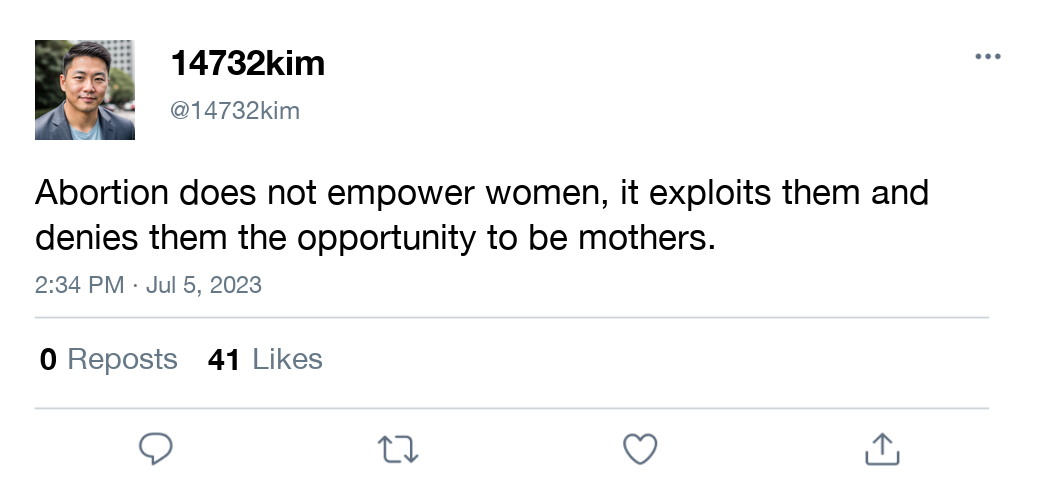 14732kim
@14732kim
Abortion does not empower women, it exploits them and
denies them the opportunity to be mothers.
2:34 PM · Jul 5, 2023
0 Reposts 41 Likes